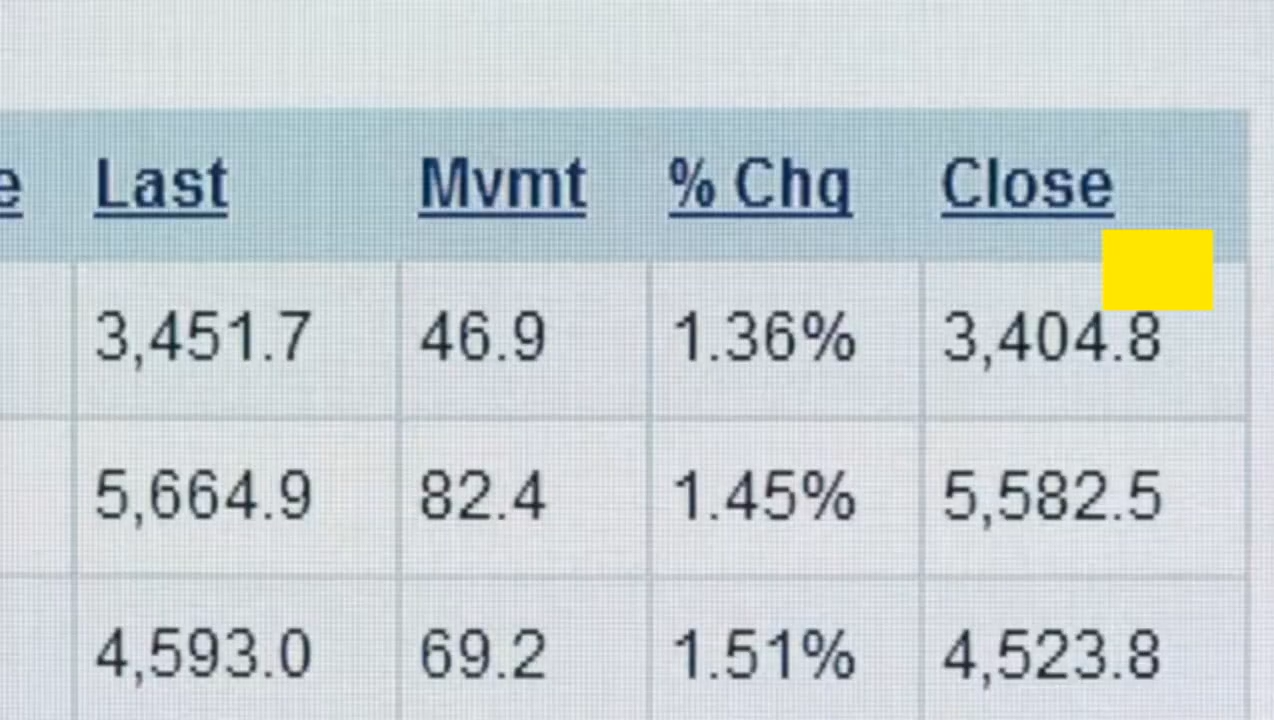 e Last Mvmt % Chg Close
3,451.7 46.9 1.36% 3,404.8
5,664.9 82.4 1.45% 5,582.5
4,593.0 69.2 1.51% 4,523.8